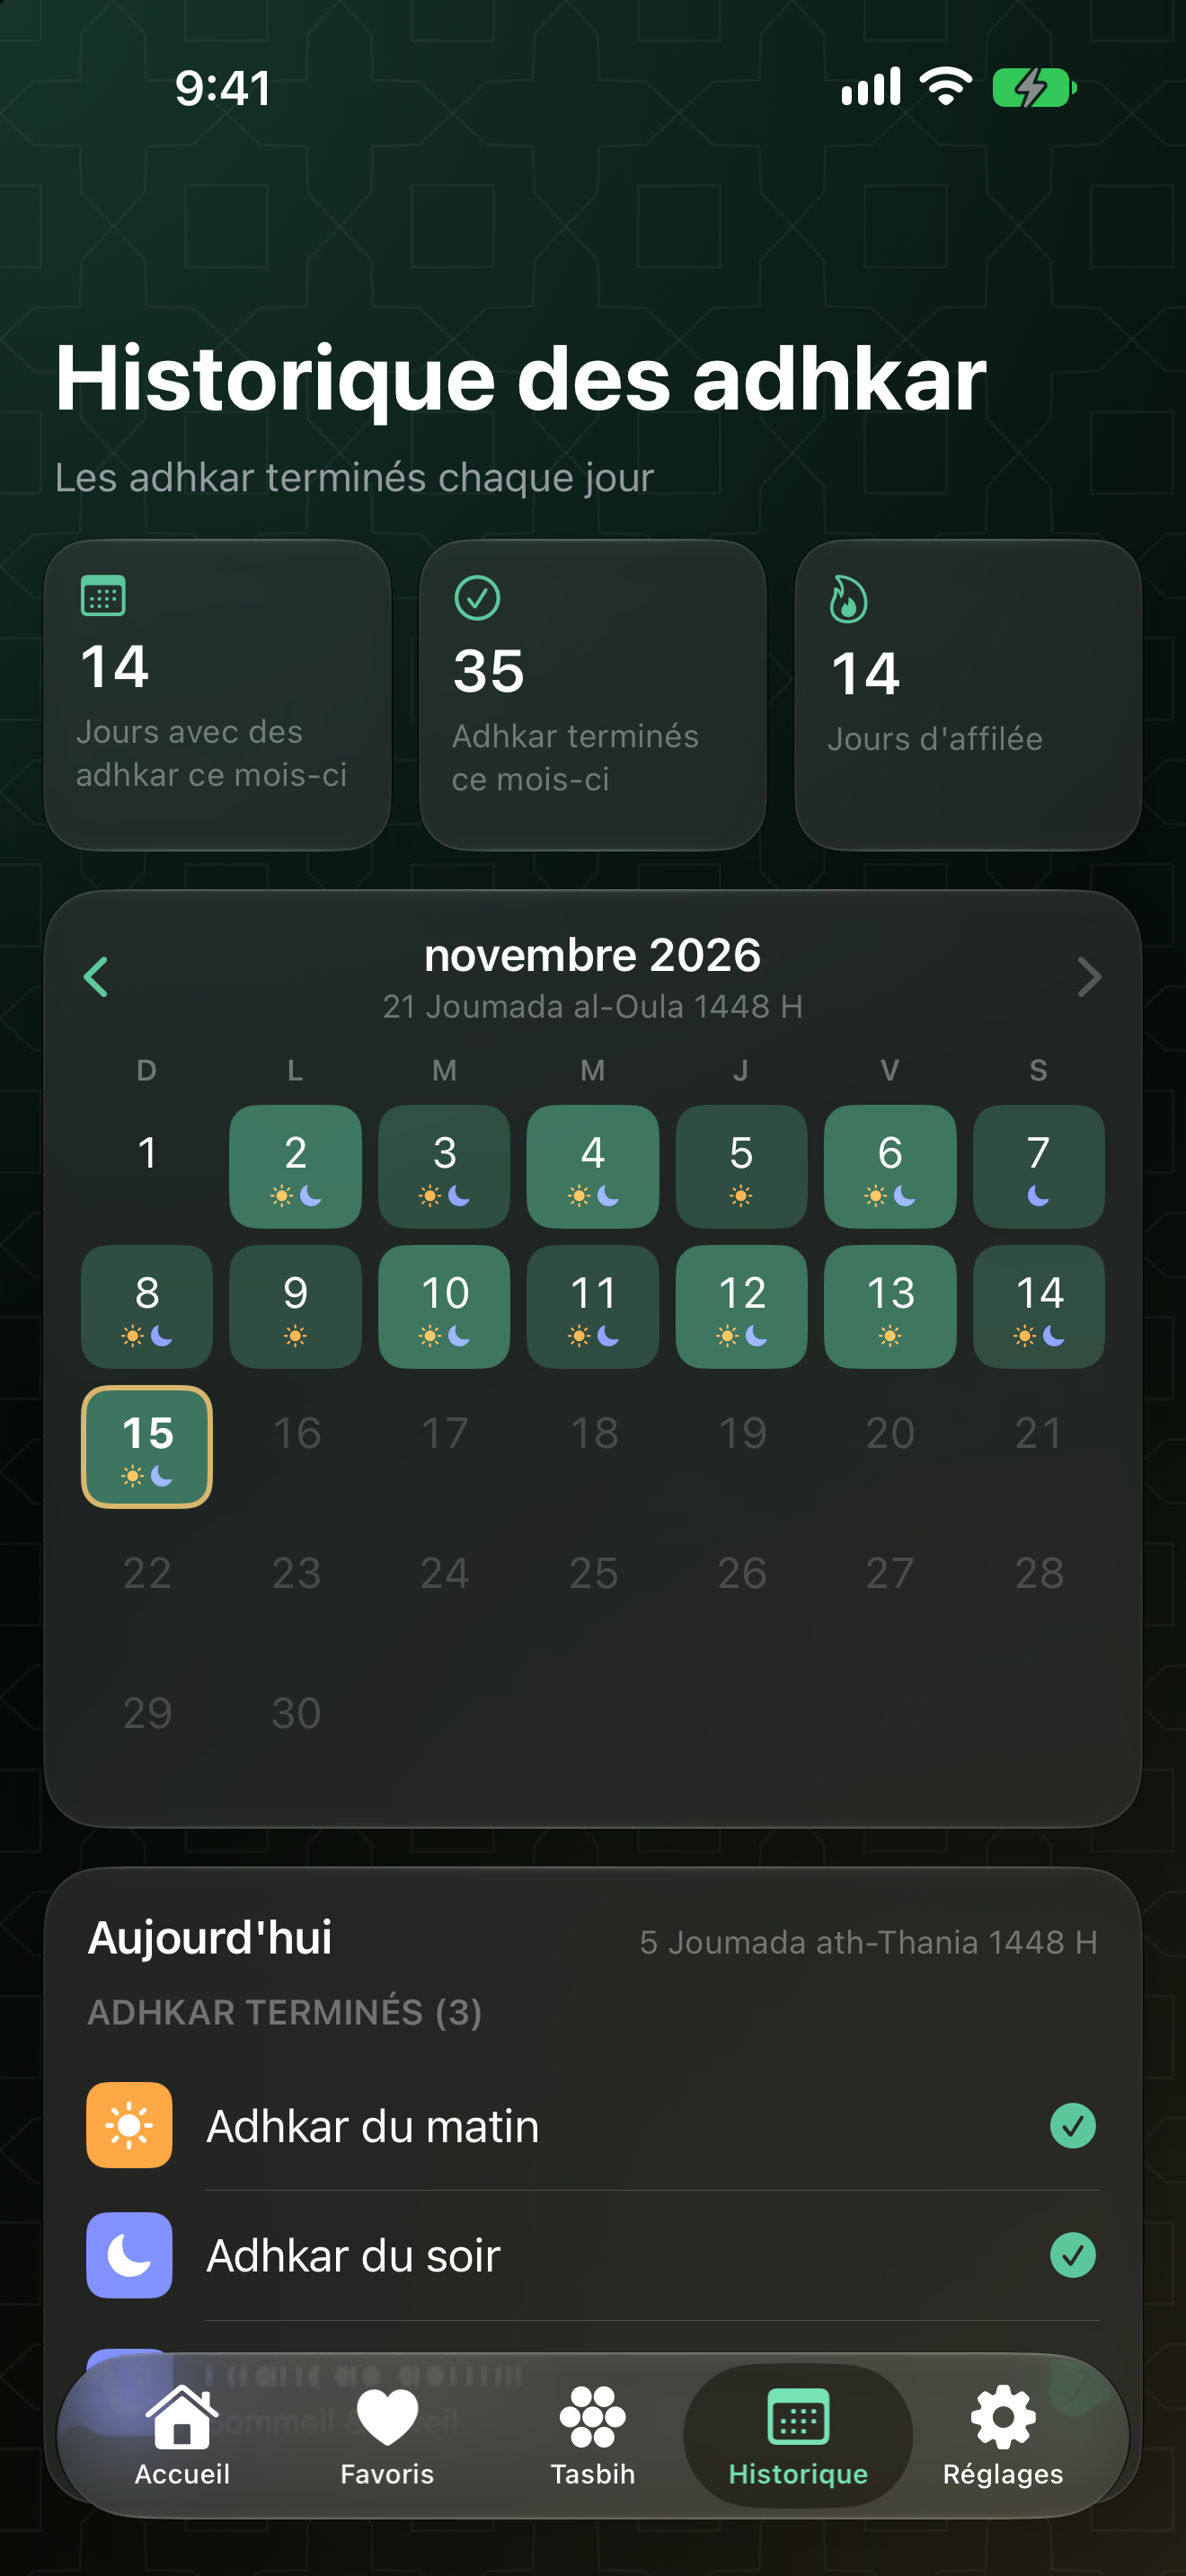 9:41
Historique des adhkar
Les adhkar terminés chaque jour
14
Jours avec des
adhkar ce mois-ci
35
Adhkar terminés
ce mois-ci
14
Jours d'affilée
novembre 2026
21 Joumada al-Oula 1448 H
D L M M J V S
1 2 3 4 5 6 7
8 9 10 11 12 13 14
15 16 17 18 19 20 21
22 23 24 25 26 27 28
29 30
Aujourd'hui
5 Joumada ath-Thania 1448 H
ADHKAR TERMINÉS (3)
Adhkar du matin
Adhkar du soir
Accueil
Favoris
Tasbih
Historique
Réglages